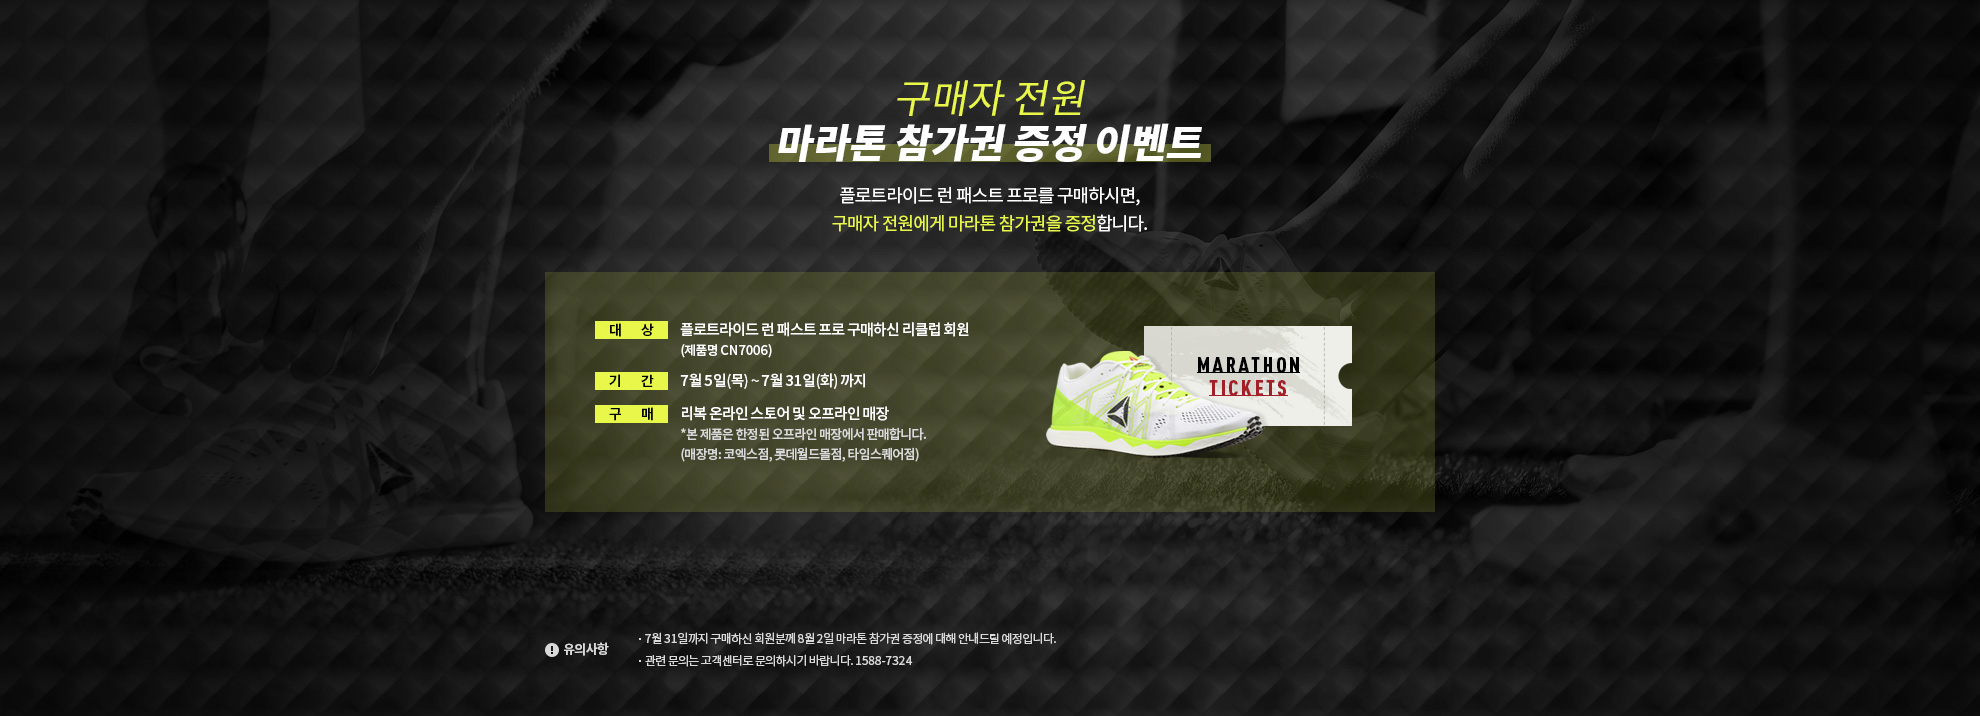 구매자 전원
마라톤 참가권 증정 이벤트
플로트라이드 런 패스트 프로를 구매하시면,
구매자 전원에게 마라톤 참가권을 증정합니다.
대 상 플로트라이드 런 패스트 프로 구매하신 리클럽 회원
(제품명 CN7006)
기 간 7월 5일(목) ~ 7월 31일(화) 까지
구 매 리복 온라인 스토어 및 오프라인 매장
*본 제품은 한정된 오프라인 매장에서 판매합니다.
(매장명: 코엑스점, 롯데월드몰점, 타임스퀘어점)
MARATHON
TICKETS
유의사항
· 7월 31일까지 구매하신 회원분께 8월 2일 마라톤 참가권 증정에 대해 안내드릴 예정입니다.
· 관련 문의는 고객센터로 문의하시기 바랍니다. 1588-7324